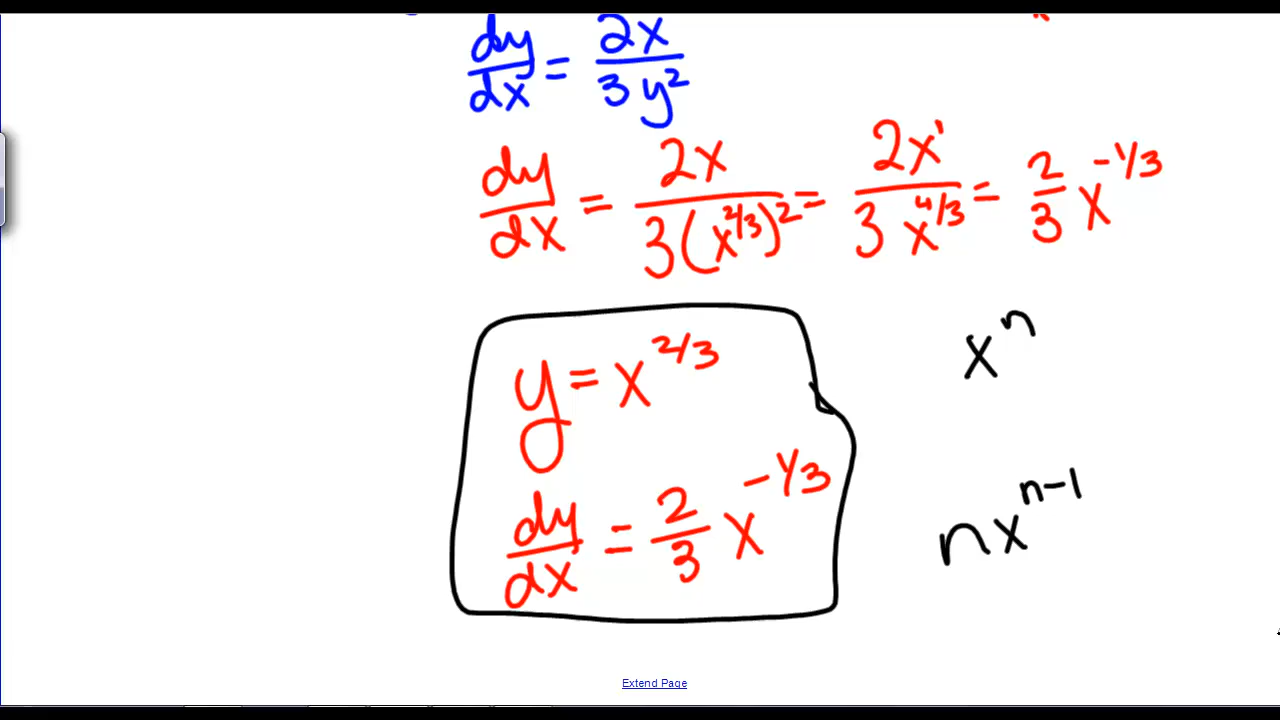 dy/dx = 2x/3y²
dy/dx = 2x/3(x^2/3)² = 2x¹/3x^4/3 = 2/3 x^-1/3
y = x^2/3
xⁿ
dy/dx = 2/3 x^-1/3
nx^n-1
Extend Page